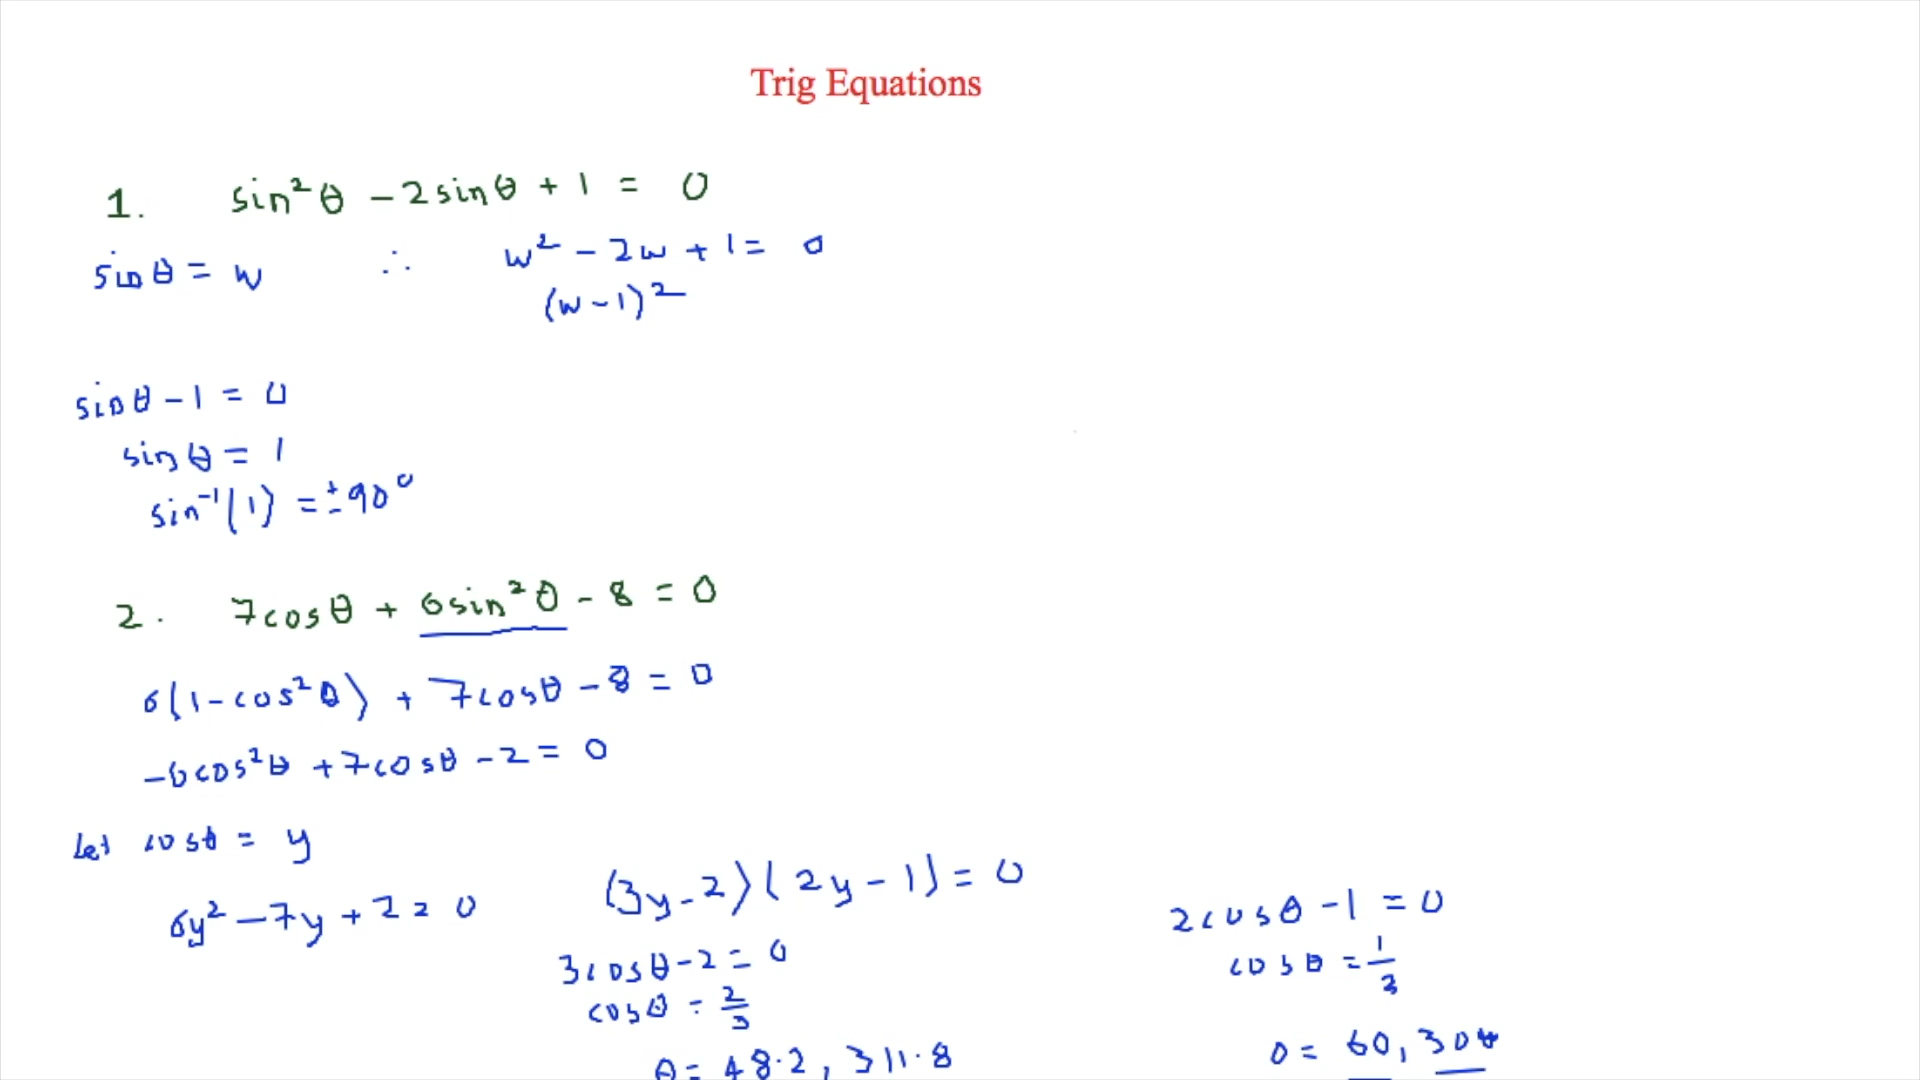 Trig Equations
1. sin²θ - 2sinθ + 1 = 0
sinθ = w ∴ w² - 2w + 1 = 0
(w - 1)²
sinθ - 1 = 0
sinθ = 1
sin⁻¹(1) = ±90°
2. 7cosθ + 6sin²θ - 8 = 0
6(1 - cos²θ) + 7cosθ - 8 = 0
-6cos²θ + 7cosθ - 2 = 0
Let cosθ = y
6y² - 7y + 2 = 0
(3y - 2)(2y - 1) = 0
3cosθ - 2 = 0
cosθ = 2/3
θ = 48.2, 311.8
2cosθ - 1 = 0
cosθ =
θ = 60,